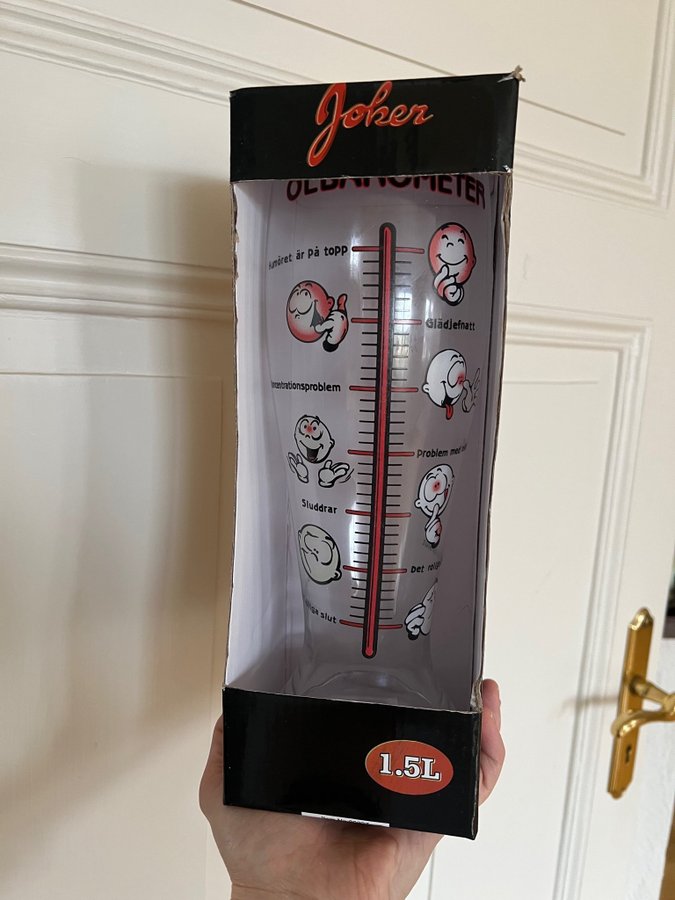 Joker
ÖLBAROMETER
Humöret är på topp
Glädjefnatt
Koncentrationsproblem
Problem med
Sluddrar
Det roliga
slut
1.5L